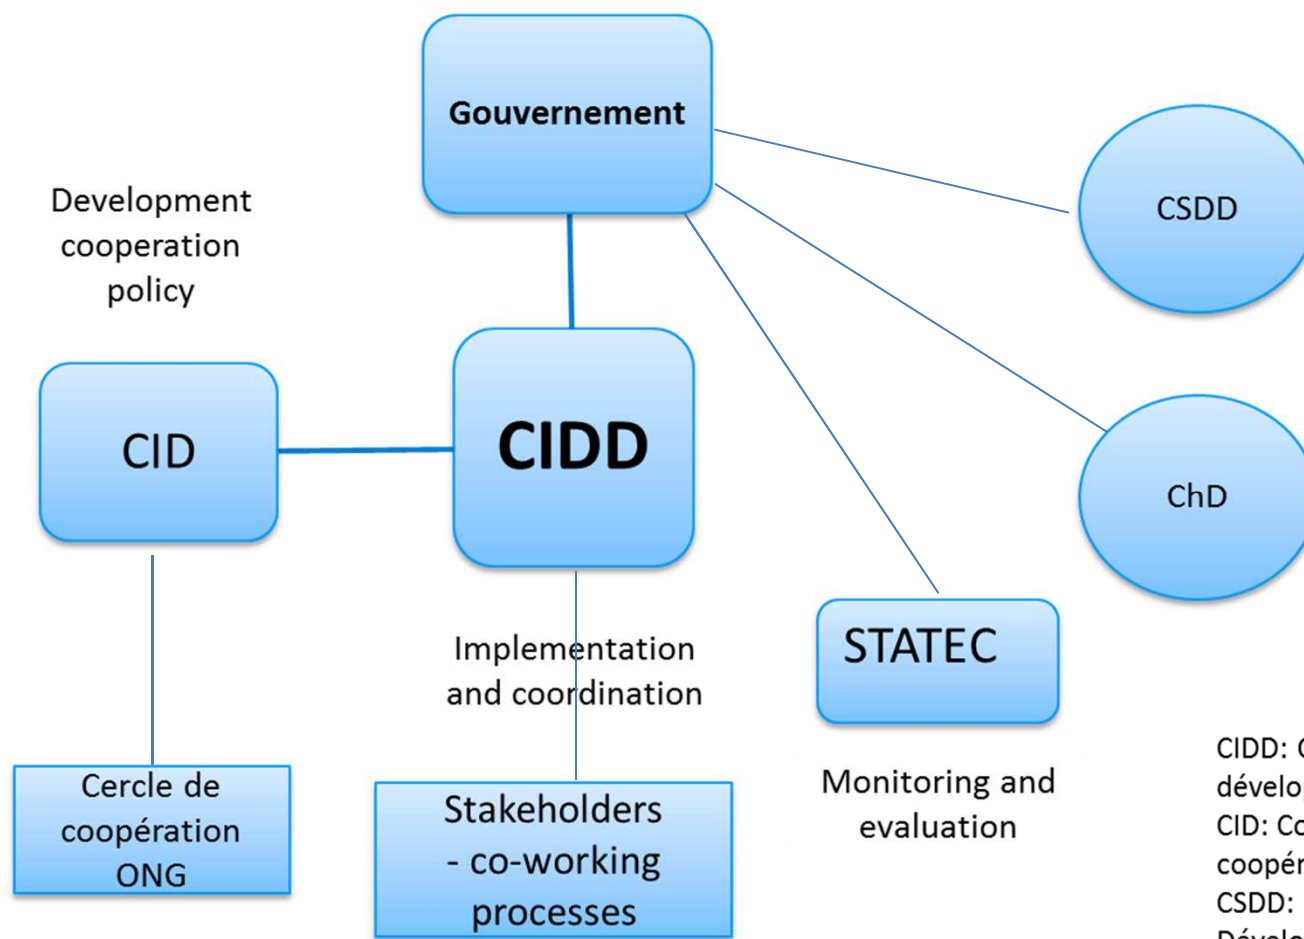 Gouvernement
CSDD
Development
cooperation
policy
CID
CIDD
ChD
Implementation
and coordination
STATEC
Monitoring and
evaluation
Cercle de
coopération
ONG
Stakeholders
- co-working
processes
CIDD:
CID:
CSDD: